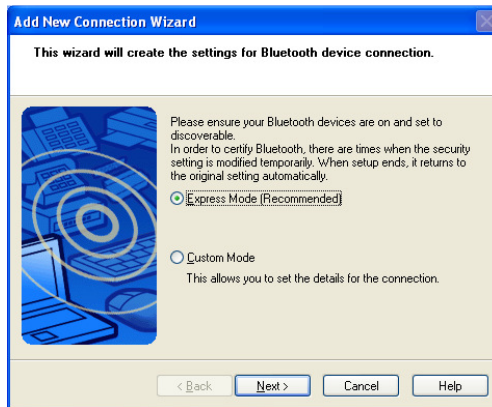 Add New Connection Wizard
This wizard will create the settings for Bluetooth device connection.
Please ensure your Bluetooth devices are on and set to
discoverable.
In order to certify Bluetooth, there are times when the security
setting is modified temporarily. When setup ends, it returns to
the original setting automatically.
Express Mode (Recommended)
Custom Mode
This allows you to set the details for the connection.
< Back
Next >
Cancel
Help